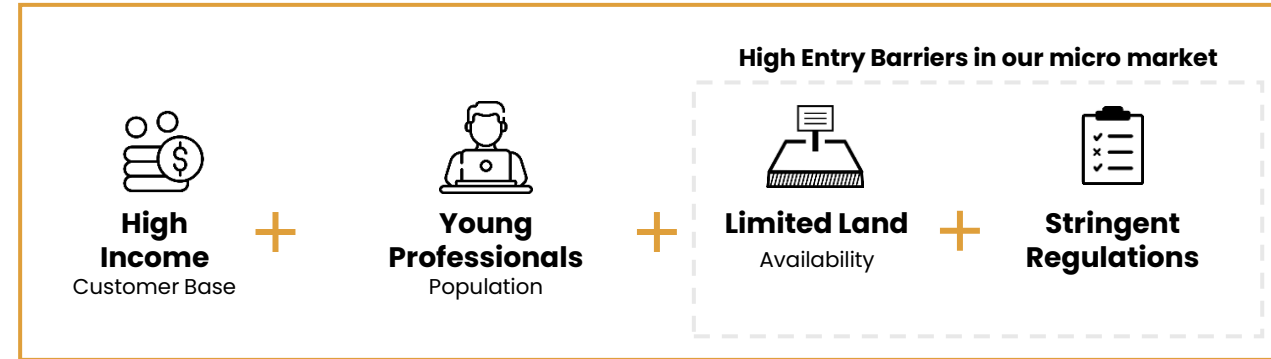 High Entry Barriers in our micro market
$
High
Income
Customer Base
+
Young
Professionals
Population
+
Limited Land
Availability
+
Stringent
Regulations